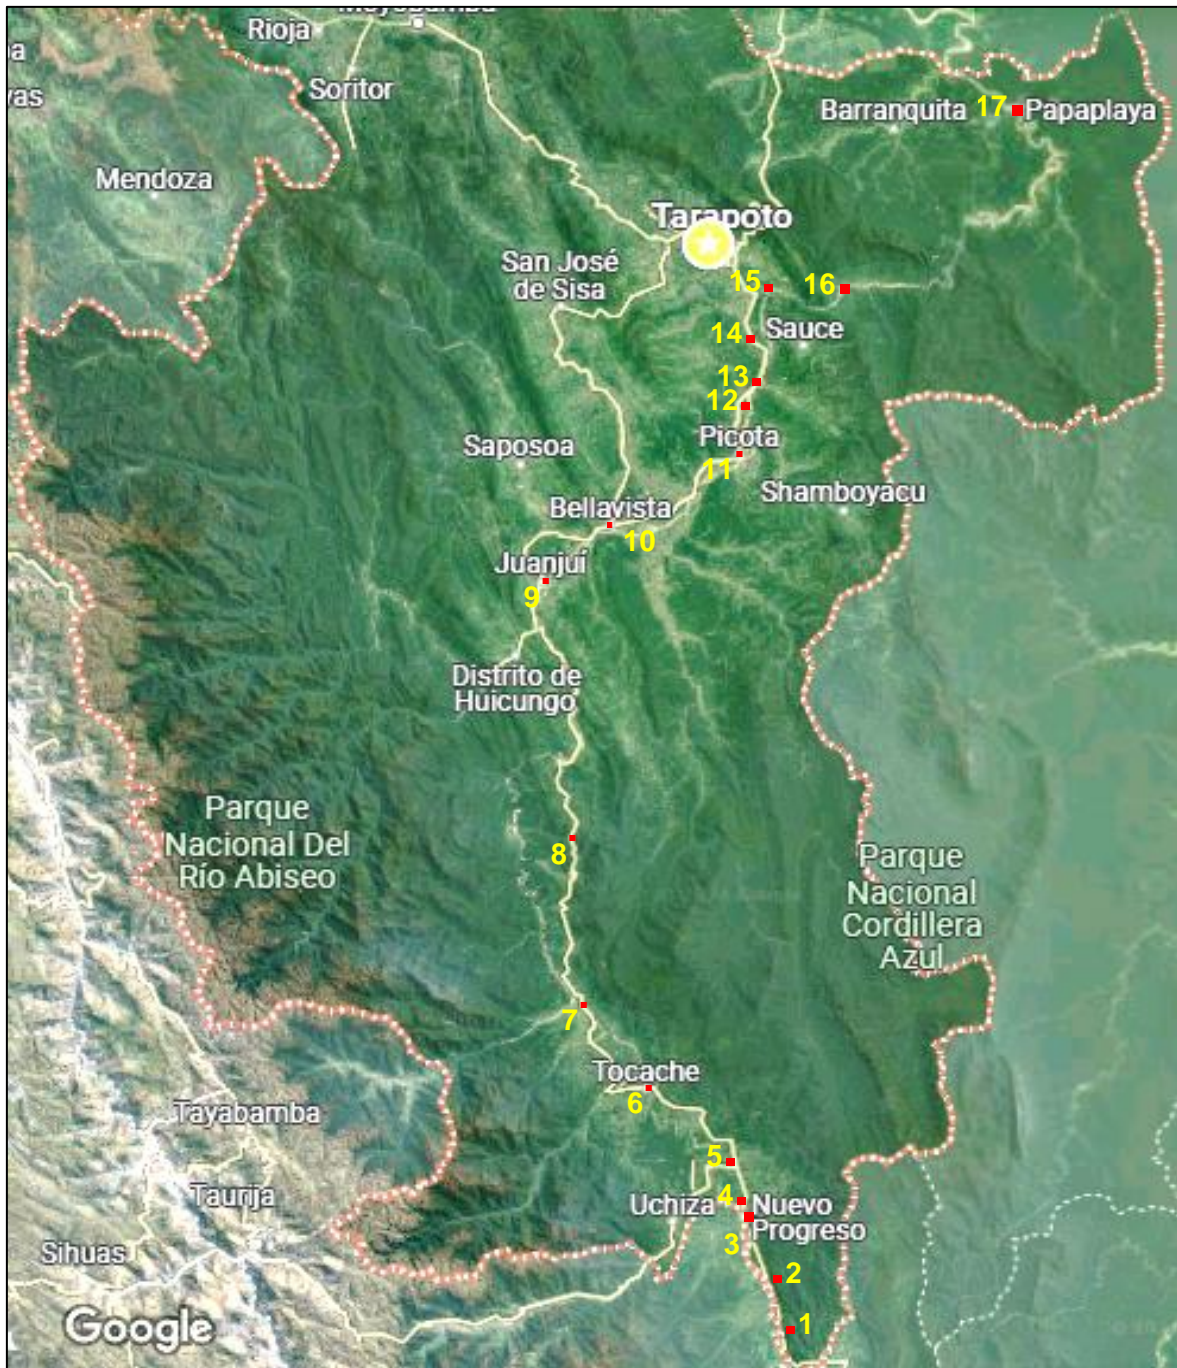 Rioja
Soritor
Barranquita
17
Papaplaya
Mendoza
Tarapoto
San José
de Sisa
15
16
14
Sauce
13
12
Picota
Saposoa
11
Shamboyacu
Bellavista
10
Juanjuí
9
Distrito de
Huicungo
Parque
Nacional Del
Río Abiseo
8
Parque
Nacional
Cordillera
Azul
7
Tocache
6
Tayabamba
5
Taurija
Uchiza
4
Nuevo
Progreso
3
Sihuas
2
1
Google